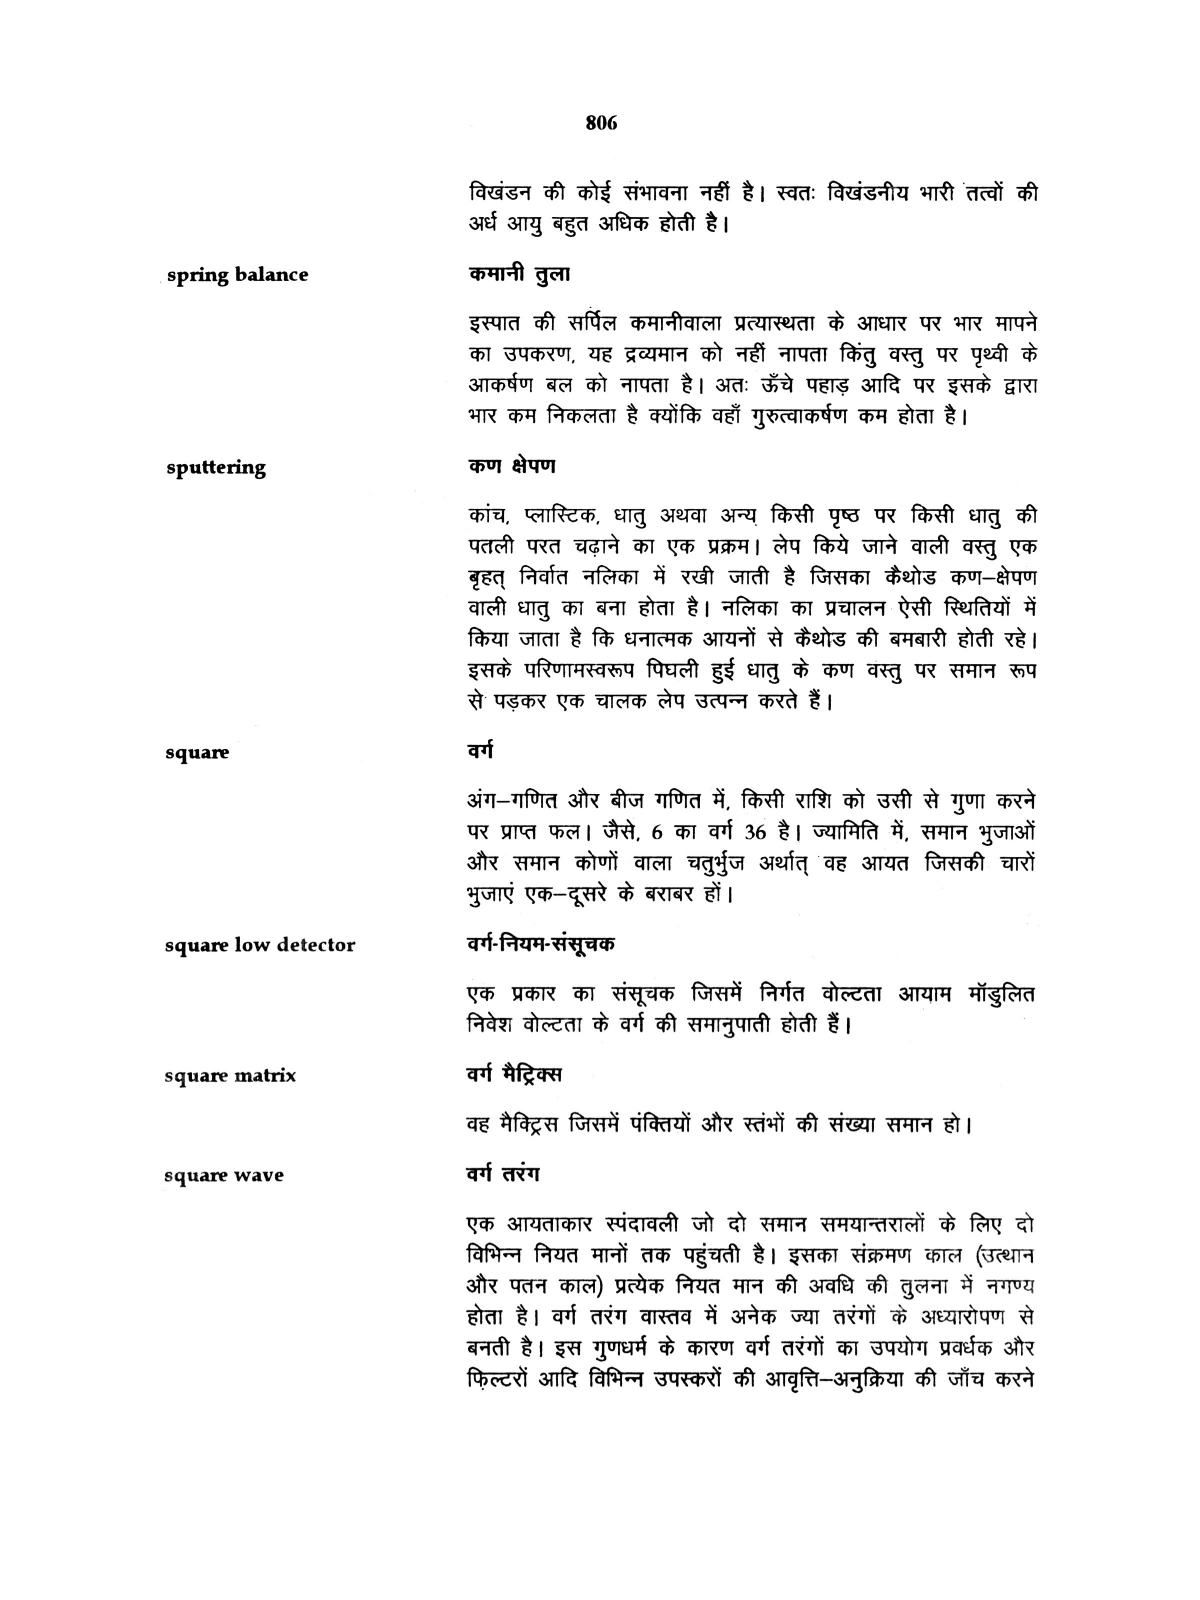 806
विखंडन की कोई संभावना नहीं है। स्वतः विखंडनीय भारी तत्वों की
अर्ध आयु बहुत अधिक होती है।
spring balance कमानी तुला
इस्पात की सर्पिल कमानीवाला प्रत्यास्थता के आधार पर भार मापने
का उपकरण, यह द्रव्यमान को नहीं नापता किंतु वस्तु पर पृथ्वी के
आकर्षण बल को नापता है। अतः ऊँचे पहाड़ आदि पर इसके द्वारा
भार कम निकलता है क्योंकि वहाँ गुरुत्वाकर्षण कम होता है।
sputtering कण क्षेपण
कांच, प्लास्टिक, धातु अथवा अन्य किसी पृष्ठ पर किसी धातु की
पतली परत चढ़ाने का एक प्रक्रम। लेप किये जाने वाली वस्तु एक
बृहत् निर्वात नलिका में रखी जाती है जिसका कैथोड कण–क्षेपण
वाली धातु का बना होता है। नलिका का प्रचालन ऐसी स्थितियों में
किया जाता है कि धनात्मक आयनों से कैथोड की बमबारी होती रहे।
इसके परिणामस्वरूप पिघली हुई धातु के कण वस्तु पर समान रूप
से पड़कर एक चालक लेप उत्पन्न करते हैं।
square वर्ग
अंग–गणित और बीज गणित में, किसी राशि को उसी से गुणा करने
पर प्राप्त फल। जैसे, 6 का वर्ग 36 है। ज्यामिति में, समान भुजाओं
और समान कोणों वाला चतुर्भुज अर्थात् वह आयत जिसकी चारों
भुजाएं एक–दूसरे के बराबर हों।
square low detector वर्ग-नियम-संसूचक
एक प्रकार का संसूचक जिसमें निर्गत वोल्टता आयाम मॉडुलित
निवेश वोल्टता के वर्ग की समानुपाती होती हैं।
square matrix वर्ग मैट्रिक्स
वह मैक्ट्रिस जिसमें पंक्तियों और स्तंभों की संख्या समान हो।
square wave वर्ग तरंग
एक आयताकार स्पंदावली जो दो समान समयान्तरालों के लिए दो
विभिन्न नियत मानों तक पहुंचती है। इसका संक्रमण काल (उत्थान
और पतन काल) प्रत्येक नियत मान की अवधि की तुलना में नगण्य
होता है। वर्ग तरंग वास्तव में अनेक ज्या तरंगों के अध्यारोपण से
बनती है। इस गुणधर्म के कारण वर्ग तरंगों का उपयोग प्रवर्धक और
फ़िल्टरों आदि विभिन्न उपस्करों की आवृत्ति–अनुक्रिया की जाँच करने